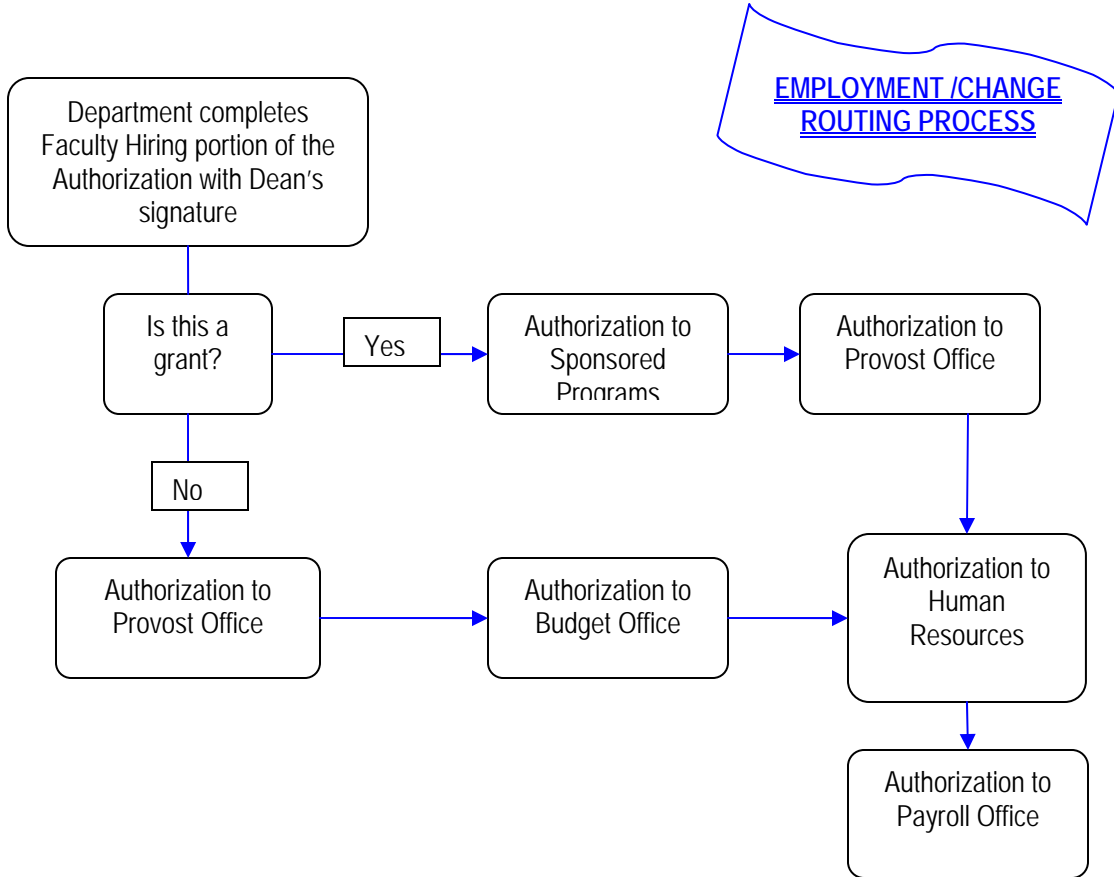 EMPLOYMENT /CHANGE
ROUTING PROCESS
Department completes
Faculty Hiring portion of the
Authorization with Dean's
signature
Is this a
grant?
Yes
Authorization to
Sponsored
Programs
Authorization to
Provost Office
No
Authorization to
Provost Office
Authorization to
Budget Office
Authorization to
Human
Resources
Authorization to
Payroll Office